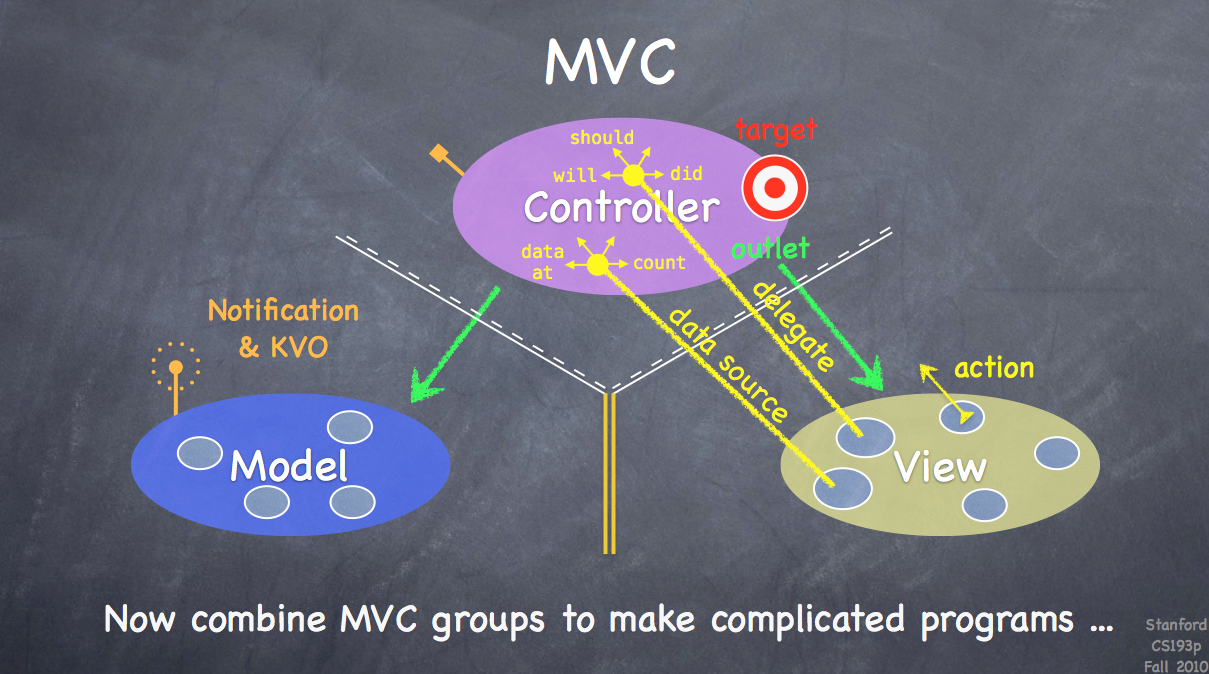 MVC
should
target
will
did
Controller
data
at
count
outlet
Notification
& KVO
delegate
data source
action
Model
View
Now combine MVC groups to make complicated programs ...
Stanford
CS193p
Fall 2010